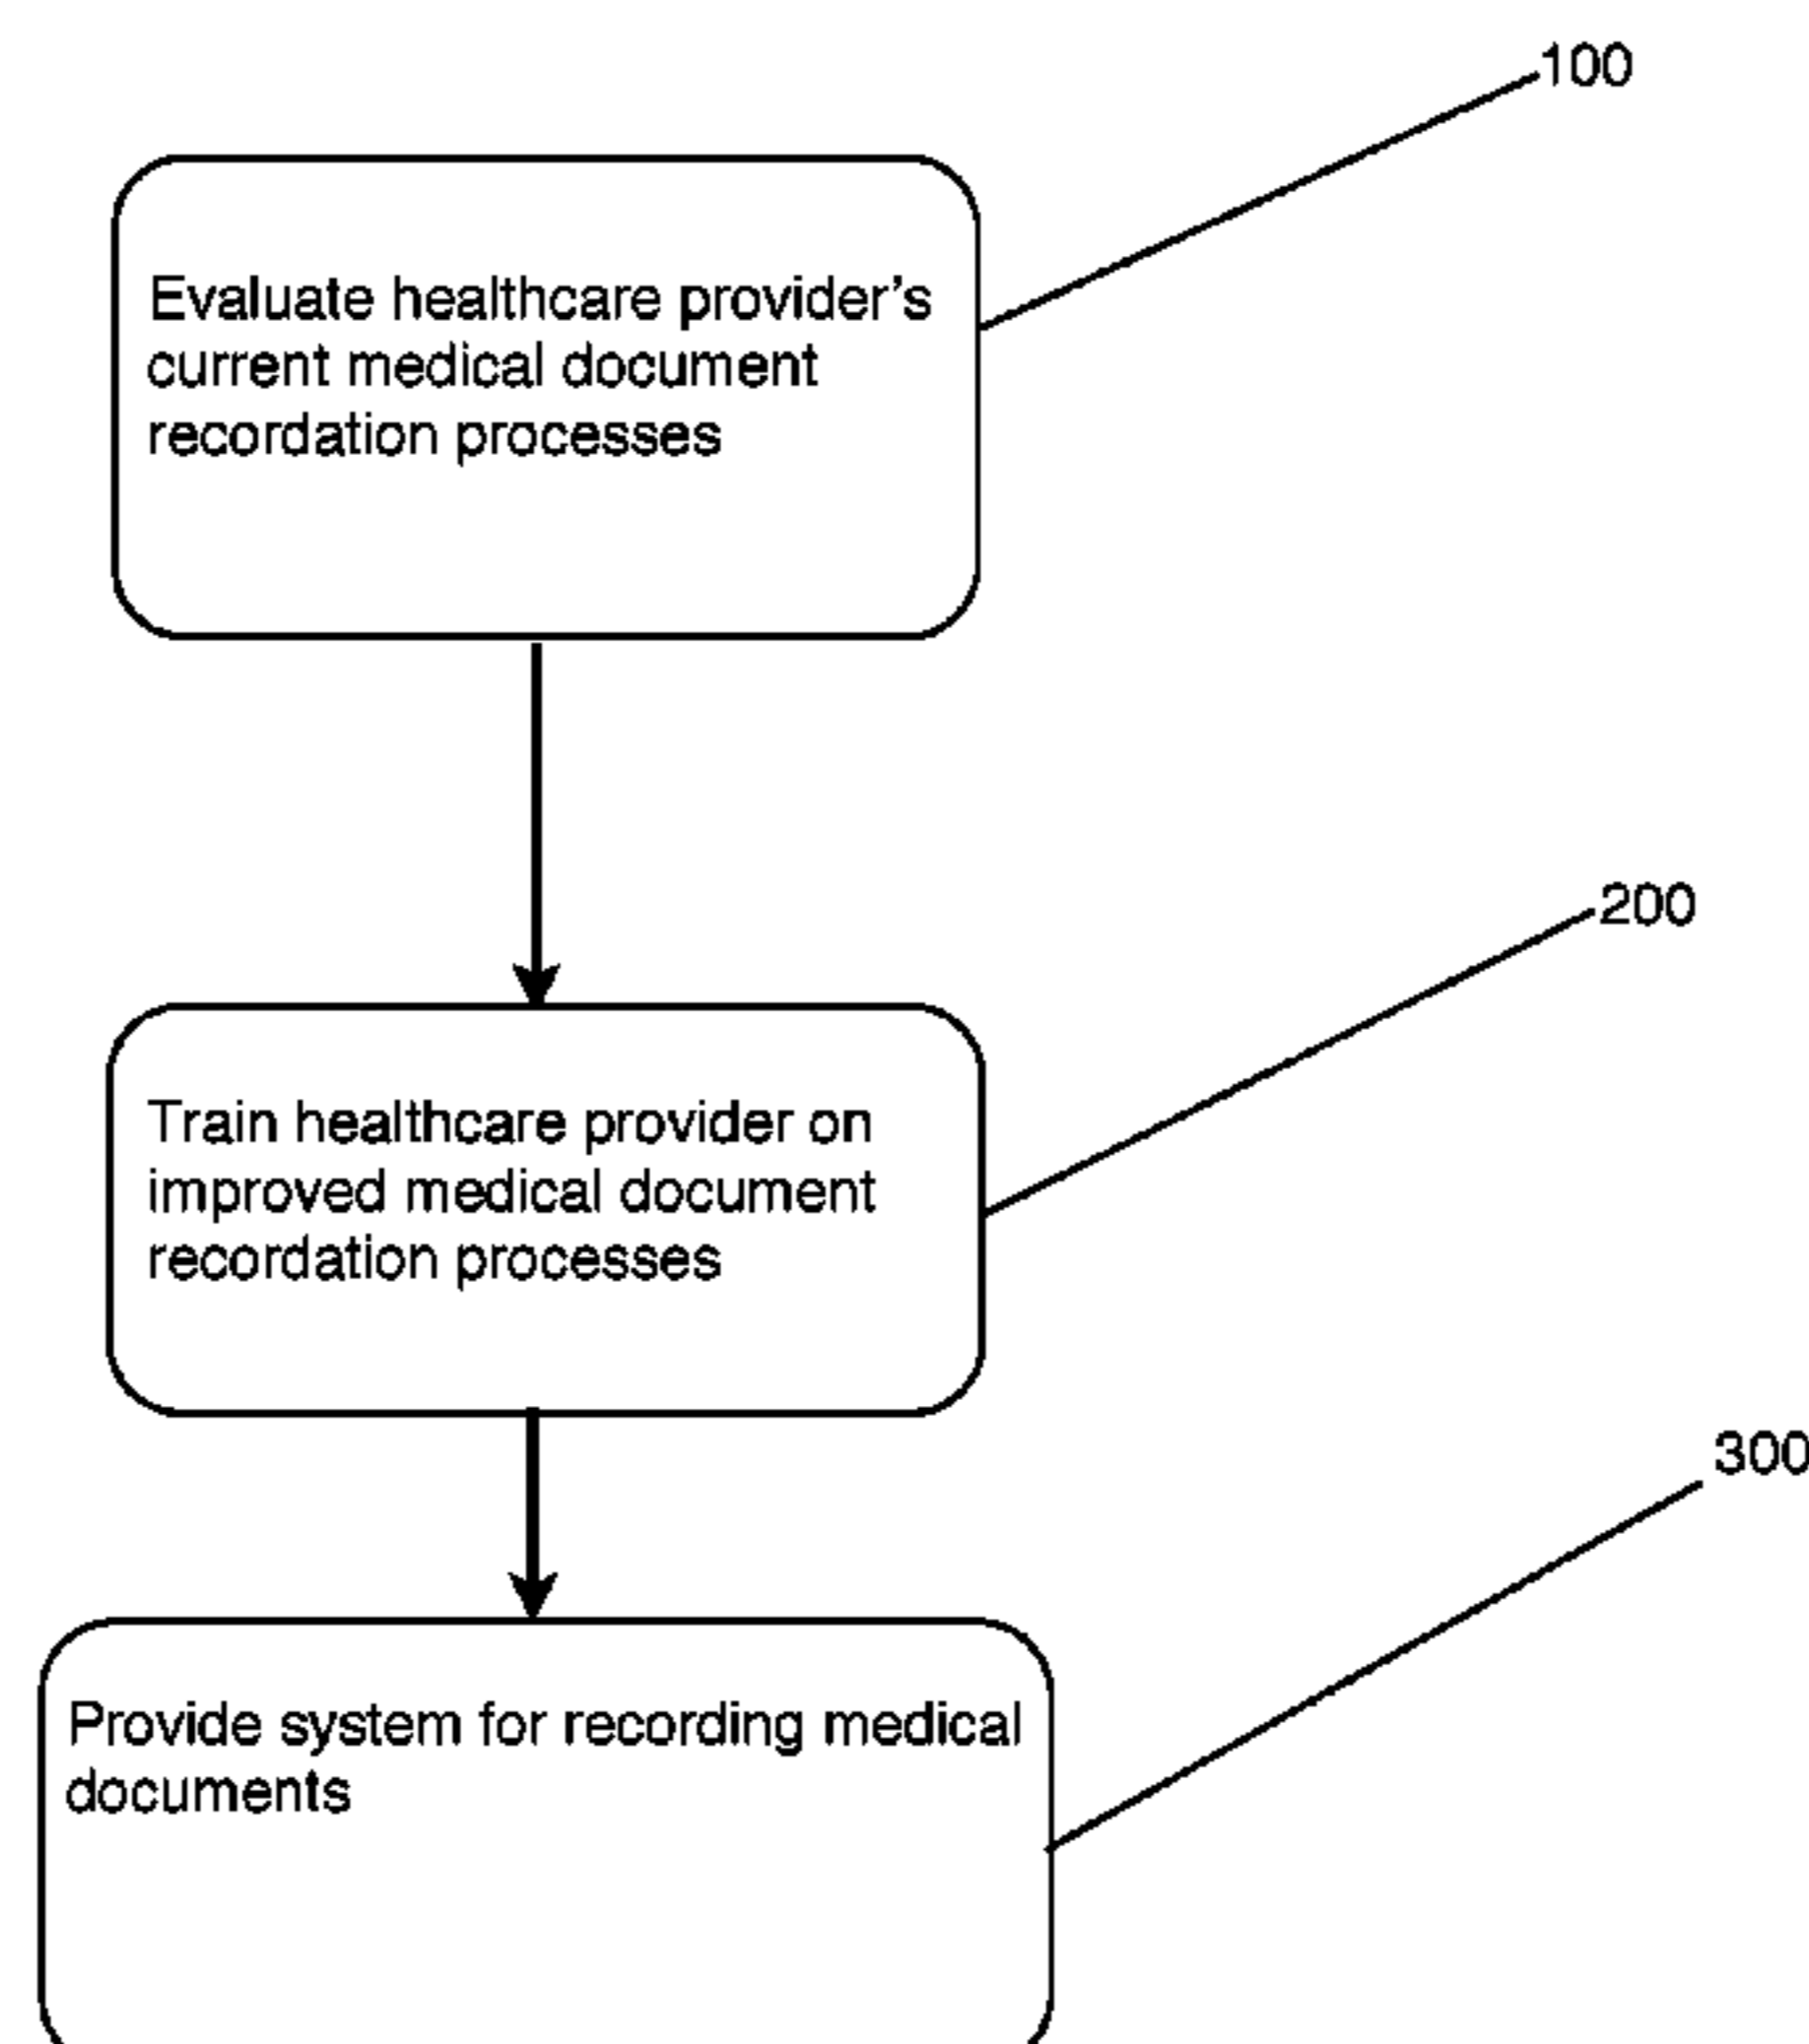 100
Evaluate healthcare provider's
current medical document
recordation processes
200
Train healthcare provider on
improved medical document
recordation processes
300
Provide system for recording medical
documents